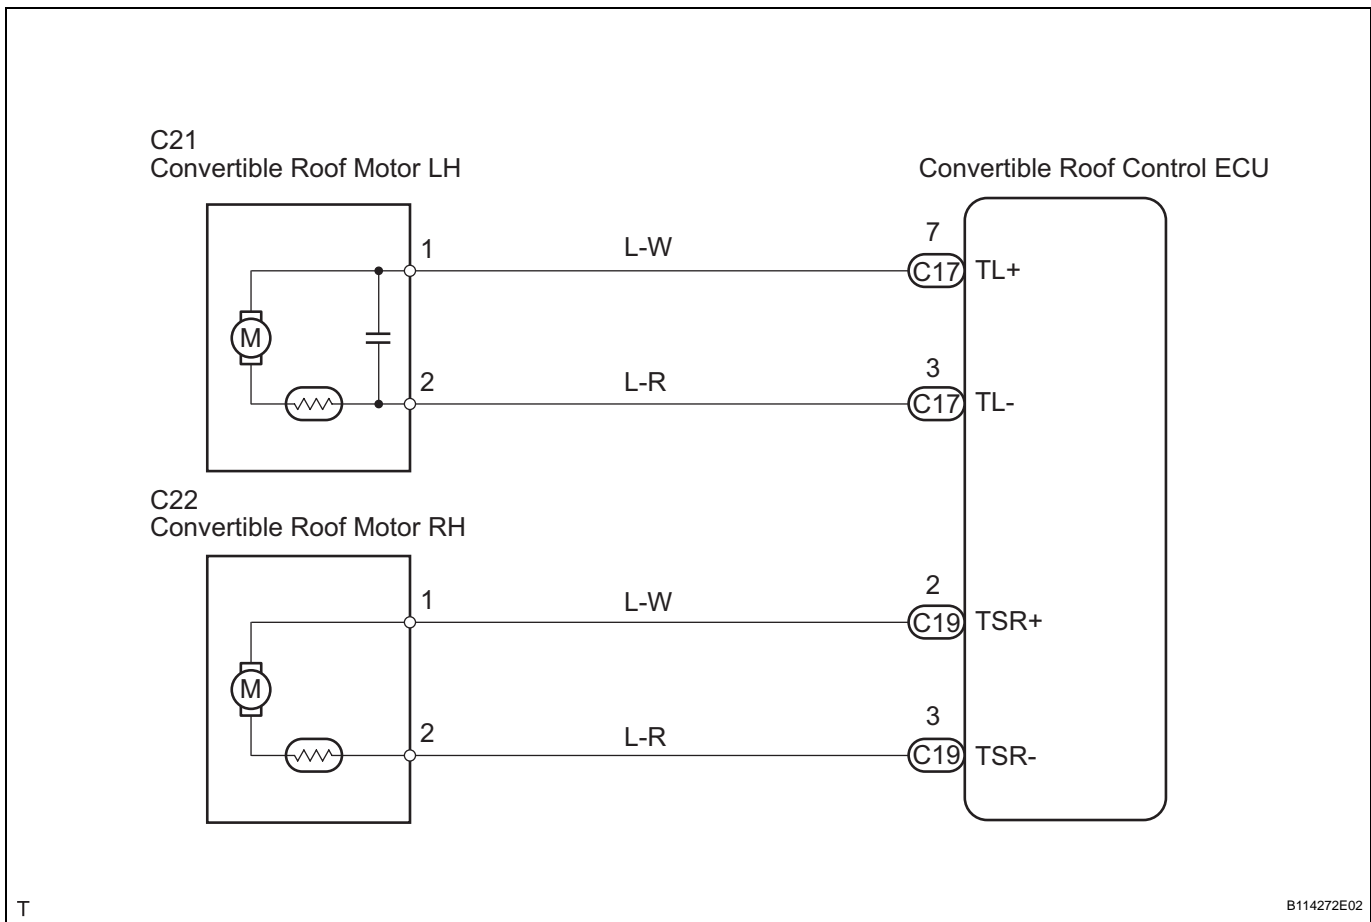 C21
Convertible Roof Motor LH
Convertible Roof Control ECU
1
L-W
7
C17
TL+
M
2
L-R
3
C17
TL-
C22
Convertible Roof Motor RH
1
L-W
2
C19
TSR+
M
2
L-R
3
C19
TSR-
T
B114272E02